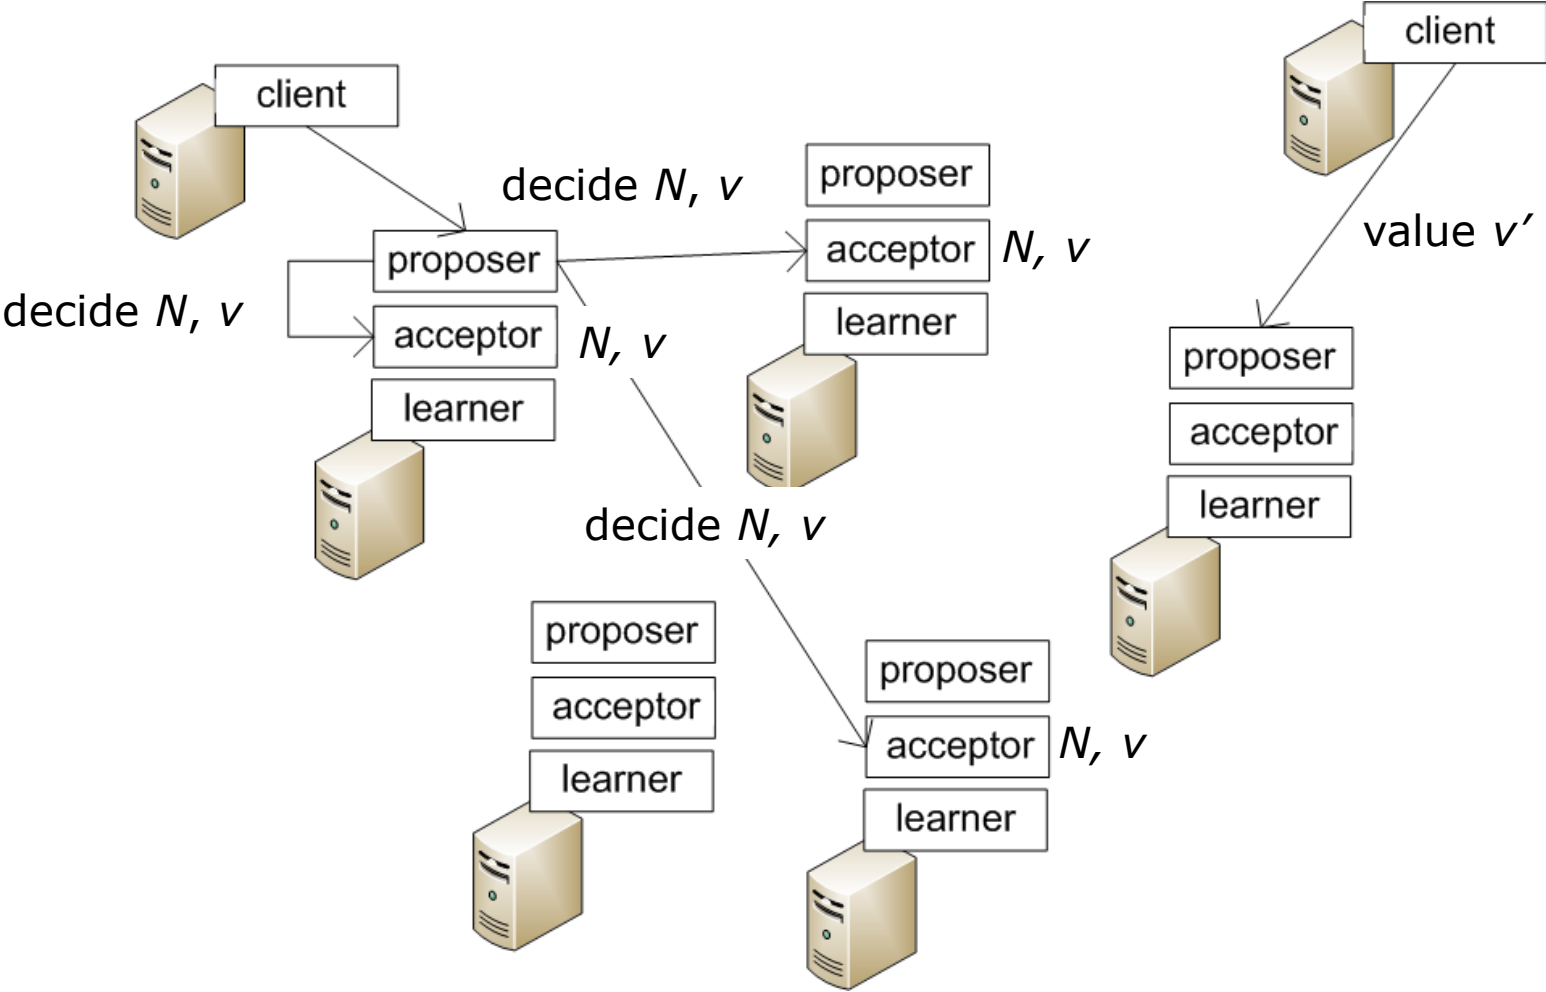 client
client
decide N, v
proposer
acceptor N, v
learner
value v′
proposer
decide N, v
acceptor N, v
learner
proposer
acceptor
learner
decide N, v
proposer
acceptor
learner
proposer
acceptor N, v
learner